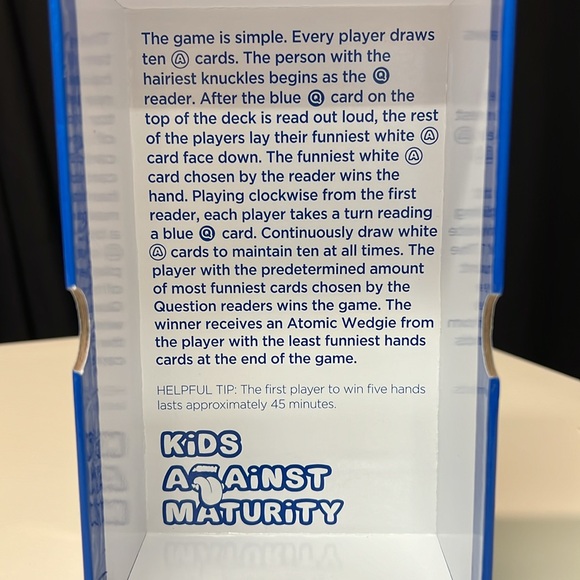 The game is simple. Every player draws
ten Ⓐ cards. The person with the
hairiest knuckles begins as the Ⓠ
reader. After the blue Ⓠ card on the
top of the deck is read out loud, the rest
of the players lay their funniest white Ⓐ
card face down. The funniest white Ⓐ
card chosen by the reader wins the
hand. Playing clockwise from the first
reader, each player takes a turn reading
a blue Ⓠ card. Continuously draw white
Ⓐ cards to maintain ten at all times. The
player with the predetermined amount
of most funniest cards chosen by the
Question readers wins the game. The
winner receives an Atomic Wedgie from
the player with the least funniest hands
cards at the end of the game.
HELPFUL TIP: The first player to win five hands
lasts approximately 45 minutes.
KiDS
AGAiNST
MATURiTY